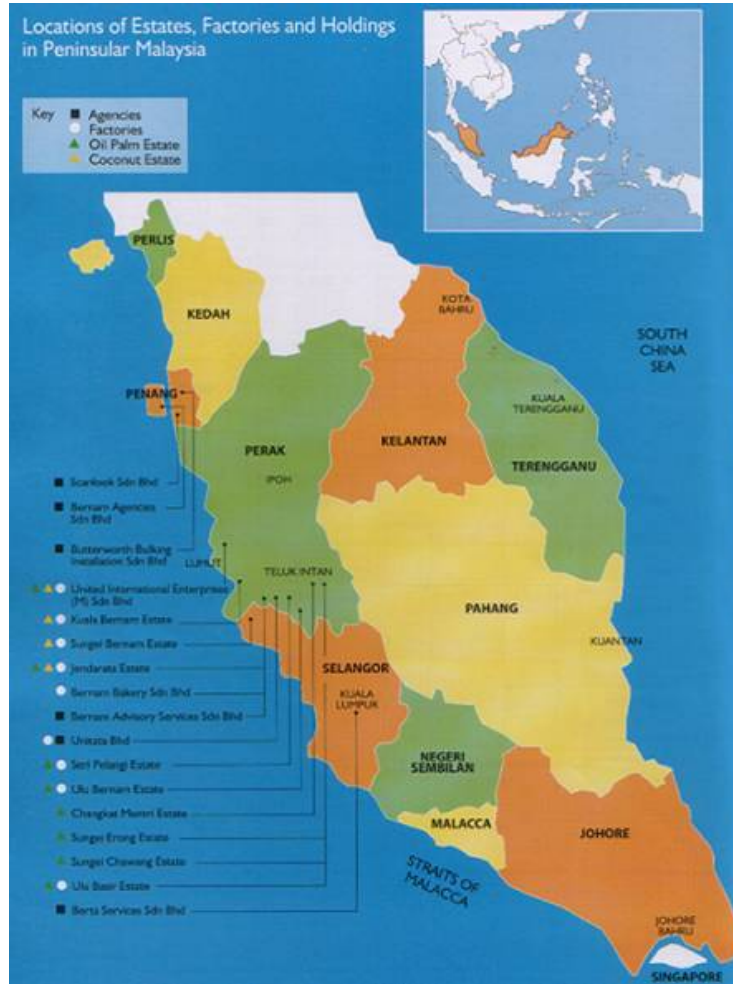 Locations of Estates, Factories and Holdings
in Peninsular Malaysia
Key
Agencies
Factories
Oil Palm Estate
Coconut Estate
PERLIS
KEDAH
KOTA
BAHRU
SOUTH
CHINA
SEA
PENANG
KUALA
TERENGGANU
PERAK
KELANTAN
TERENGGANU
IPOH
Scanlook Sdn Bhd
Bernam Agencies
Sdn Bhd
Butterworth Bulking
Installation Sdn Bhd
LUMUT
TELUK INTAN
United International Enterprises
(M) Sdn Bhd
PAHANG
Kuala Bernam Estate
Sungei Bernam Estate
KUANTAN
Jendarata Estate
SELANGOR
Bernam Bakery Sdn Bhd
KUALA
LUMPUK
Bernam Advisory Services Sdn Bhd
Unitata Bhd
NEGERI
SEMBILAN
Seri Pelangi Estate
Ulu Bernam Estate
Changkat Mentri Estate
MALACCA
JOHORE
Sungei Erong Estate
Sungei Chawang Estate
STRAITS OF
MALACCA
Ulu Basir Estate
Berta Services Sdn Bhd
JOHORE
BAHRU
SINGAPORE